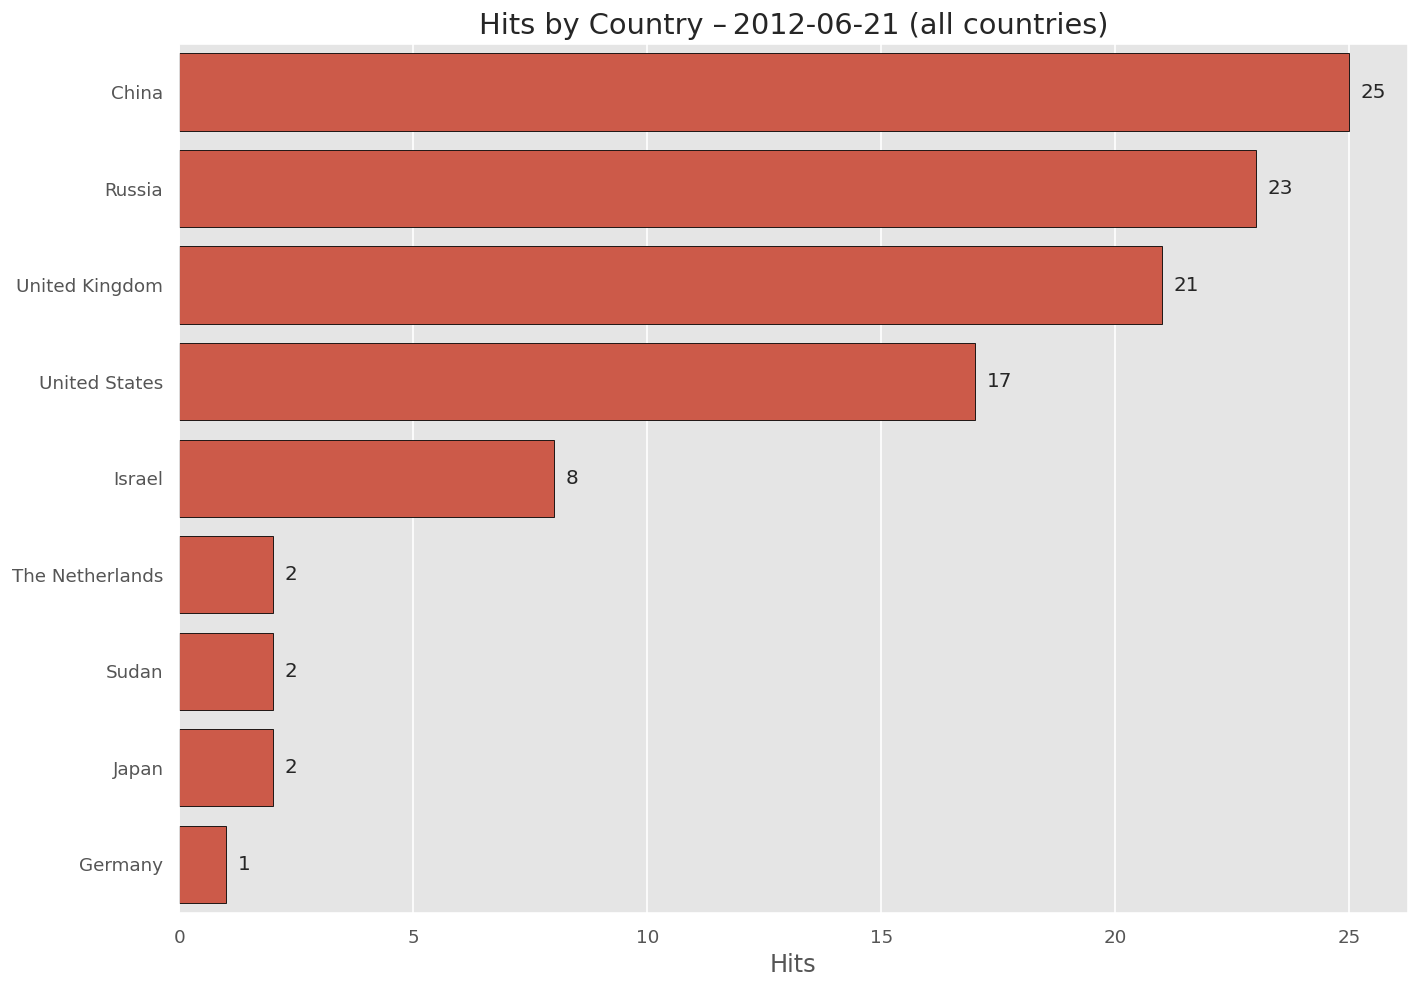 Hits by Country – 2012-06-21 (all countries)
China 25
Russia 23
United Kingdom 21
United States 17
Israel 8
The Netherlands 2
Sudan 2
Japan 2
Germany 1
0 5 10 15 20 25
Hits